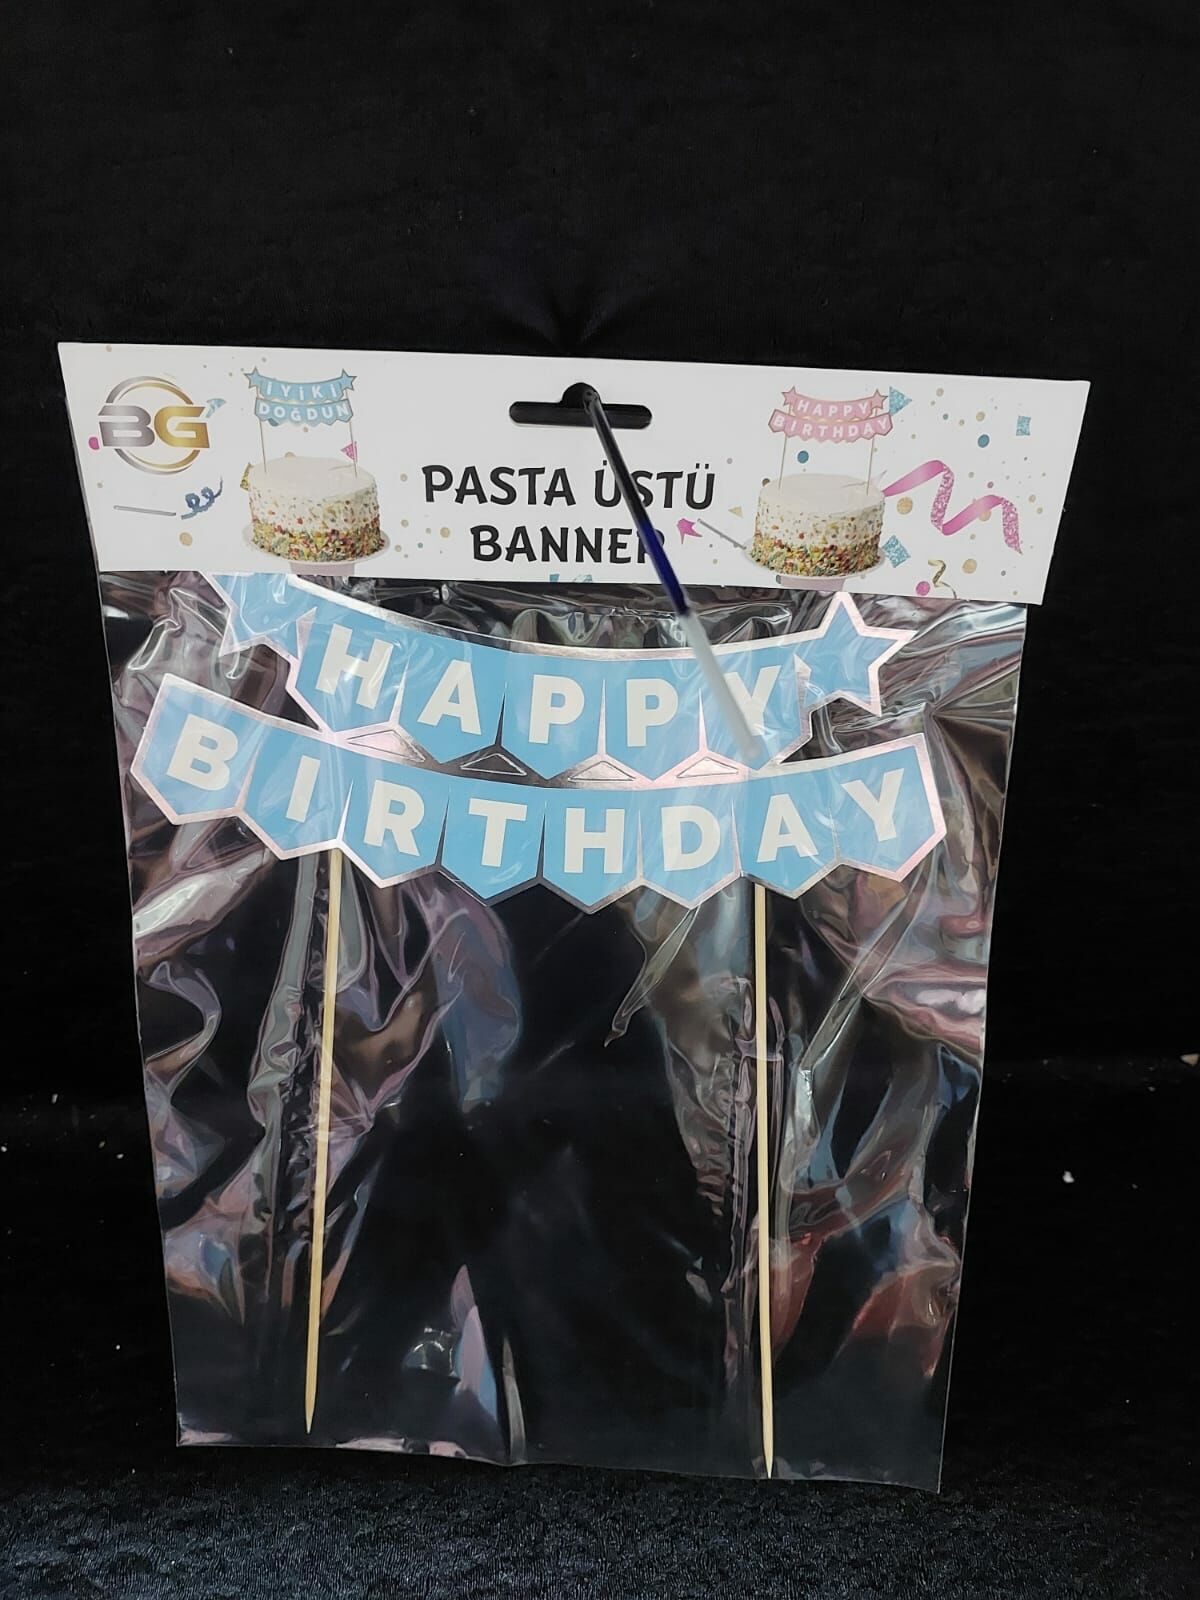 BG
İYİKİ
DOĞDUN
HAPPY
BIRTHDAY
PASTA ÜSTÜ
BANNER
HAPPY
BIRTHDAY